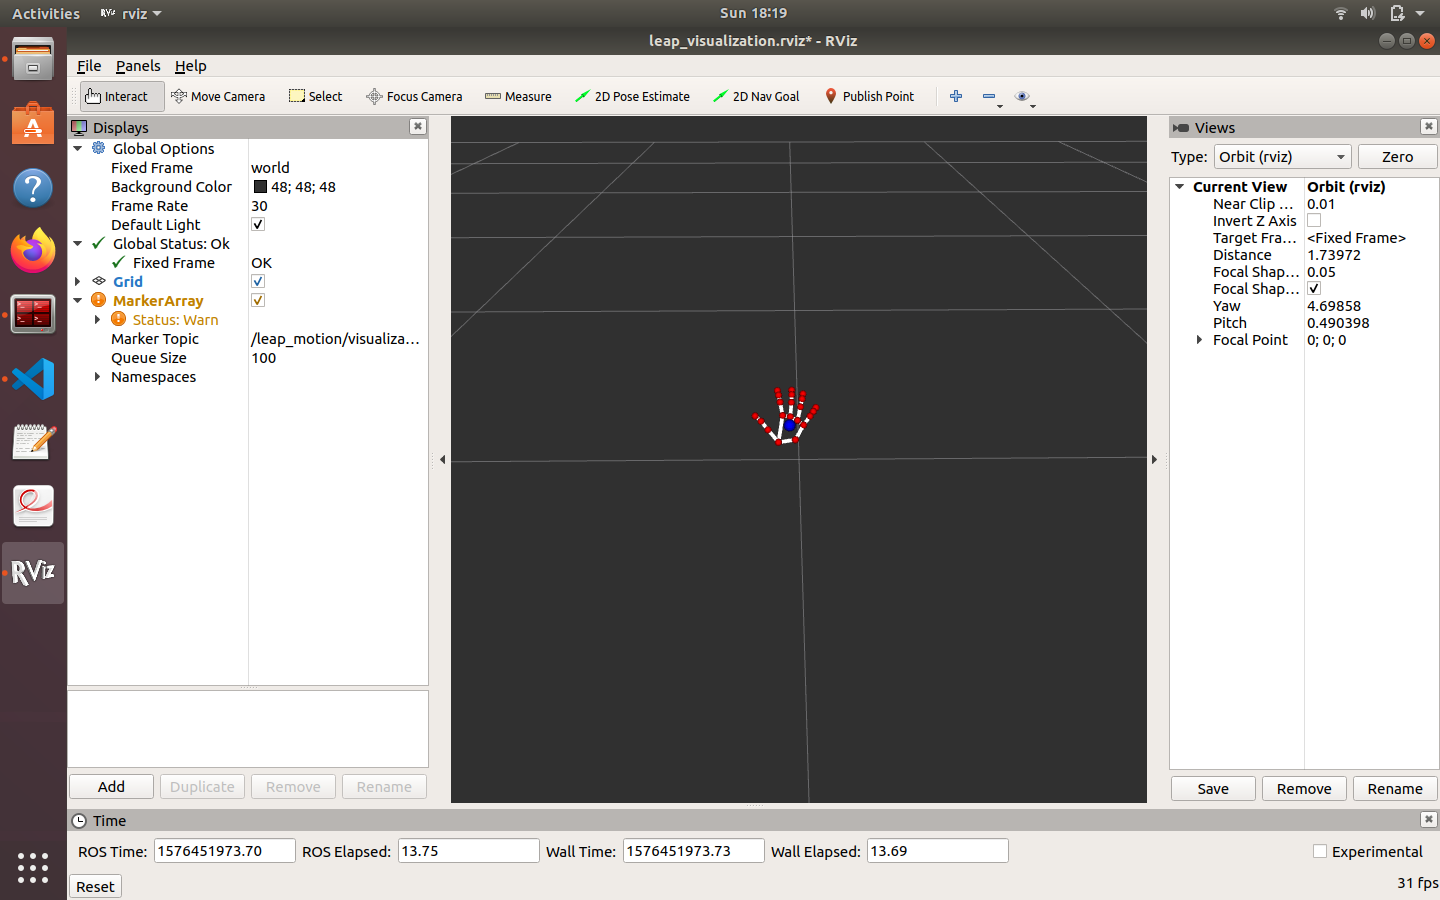 Activities RViz rviz Sun 18:19
leap_visualization.rviz* - RViz
File Panels Help
Interact Move Camera Select Focus Camera Measure 2D Pose Estimate 2D Nav Goal Publish Point
Displays
Global Options
Fixed Frame world
Background Color 48; 48; 48
Frame Rate 30
Default Light
Global Status: Ok
Fixed Frame OK
Grid
MarkerArray
Status: Warn
Marker Topic /leap_motion/visualiza...
Queue Size 100
Namespaces
Add Duplicate Remove Rename
Views
Type: Orbit (rviz) Zero
Current View Orbit (rviz)
Near Clip ... 0.01
Invert Z Axis
Target Fra... <Fixed Frame>
Distance 1.73972
Focal Shap... 0.05
Focal Shap...
Yaw 4.69858
Pitch 0.490398
Focal Point 0; 0; 0
Save Remove Rename
RViz
Time
ROS Time: 1576451973.70 ROS Elapsed: 13.75 Wall Time: 1576451973.73 Wall Elapsed: 13.69 Experimental
Reset 31 fps